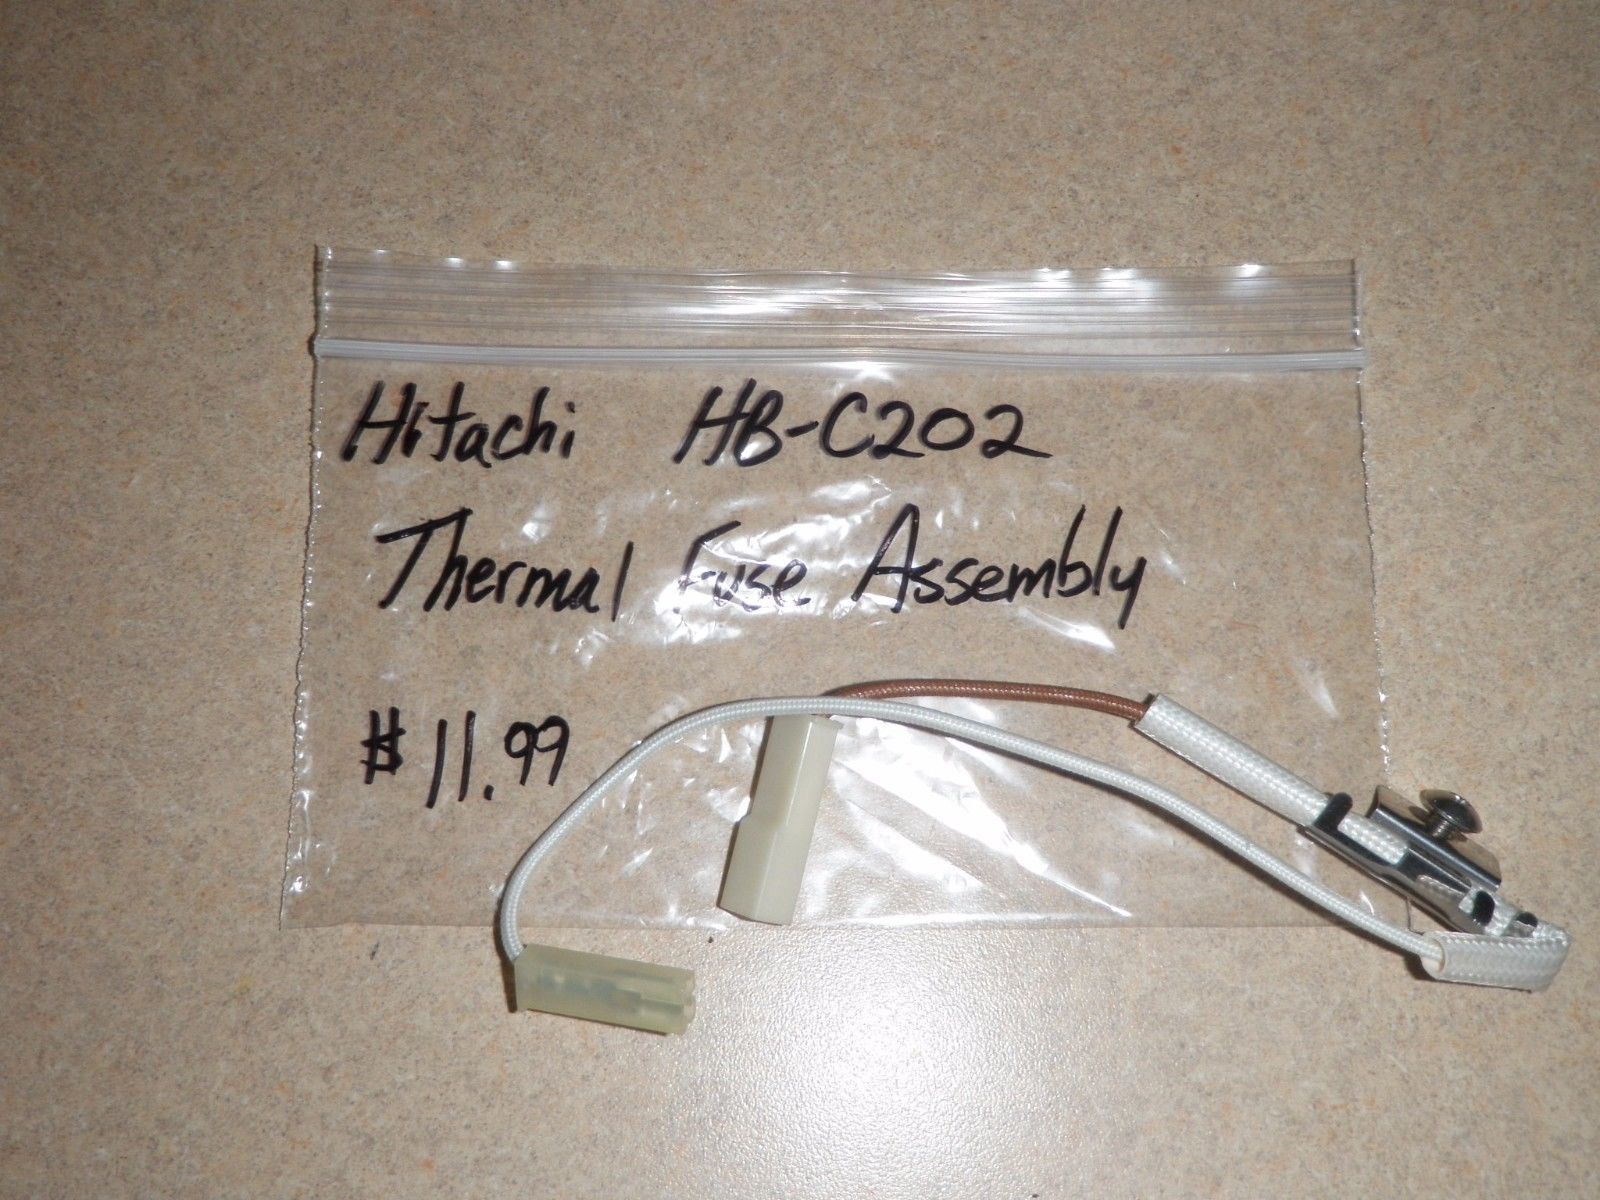 Hitachi HB-C202
Thermal Fuse Assembly
$11.99